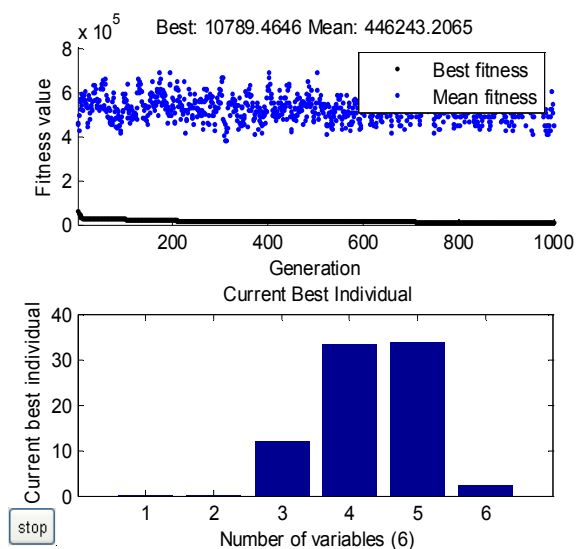 Best: 10789.4646 Mean: 446243.2065
x 10^5
8
6
4
2
0
Fitness value
Best fitness
Mean fitness
200
400
600
800
1000
Generation
Current Best Individual
40
30
20
10
0
Current best individual
1
2
3
4
5
6
Number of variables (6)
stop